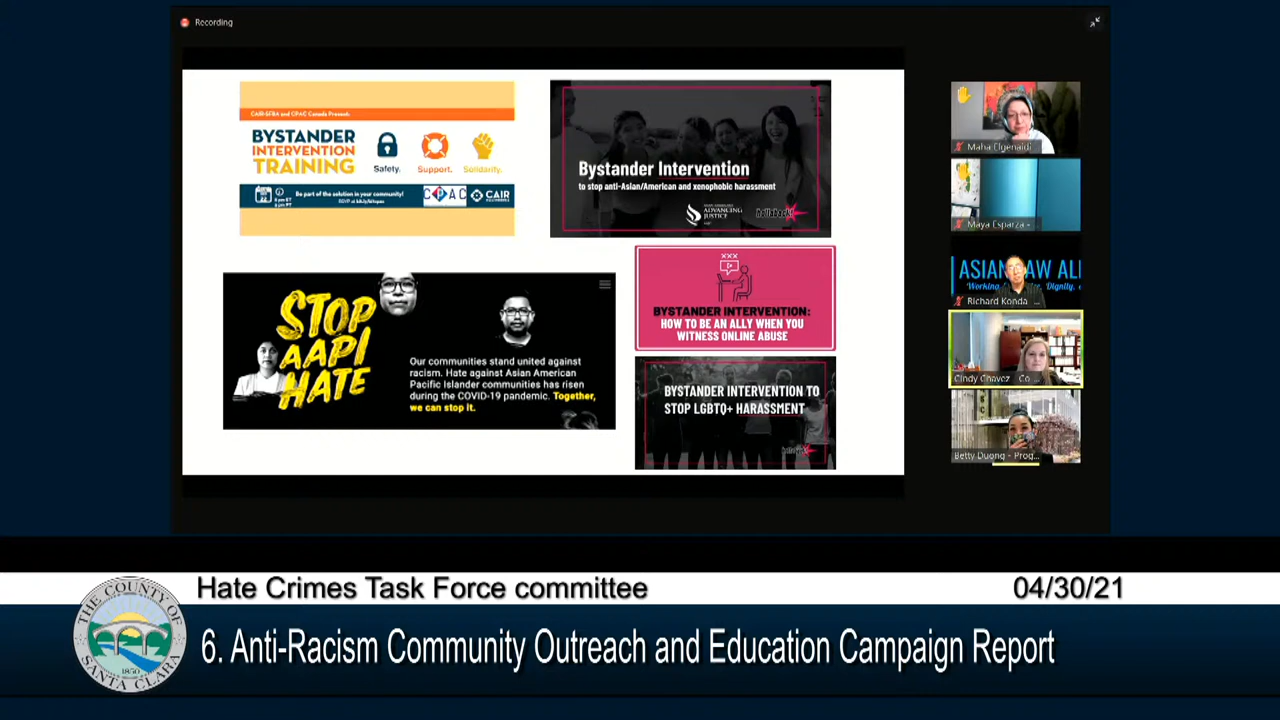 Recording
CAIR-SFBA and CPAC Canada Present:
BYSTANDER
INTERVENTION
TRAINING
Safety.
Support.
Solidarity.
Be part of the solution in your community!
CPAC
CAIR
Bystander Intervention
to stop anti-Asian/American and xenophobic harassment
ADVANCING
JUSTICE
hollaback!
STOP
AAPI
HATE
Our communities stand united against
racism. Hate against Asian American
Pacific Islander communities has risen
during the COVID-19 pandemic. Together,
we can stop it.
BYSTANDER INTERVENTION:
HOW TO BE AN ALLY WHEN YOU
WITNESS ONLINE ABUSE
BYSTANDER INTERVENTION TO
STOP LGBTQ+ HARASSMENT
Maha Elgenaidi
Maya Esparza -
ASIAN LAW ALL
Richard Konda ...
Cindy Chavez - Co...
Betty Duong - Prog...
Hate Crimes Task Force committee
04/30/21
THE COUNTY OF
SANTA CLARA
1850
6. Anti-Racism Community Outreach and Education Campaign Report